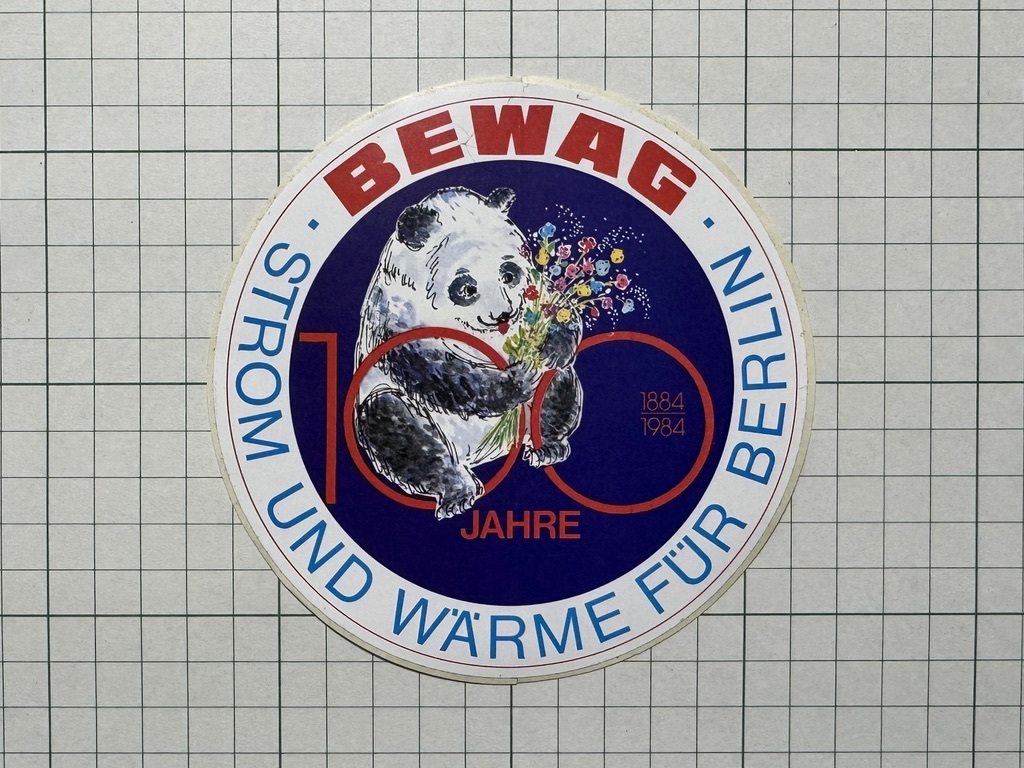 BEWAG
· STROM UND WÄRME FÜR BERLIN ·
100
1884
1984
JAHRE